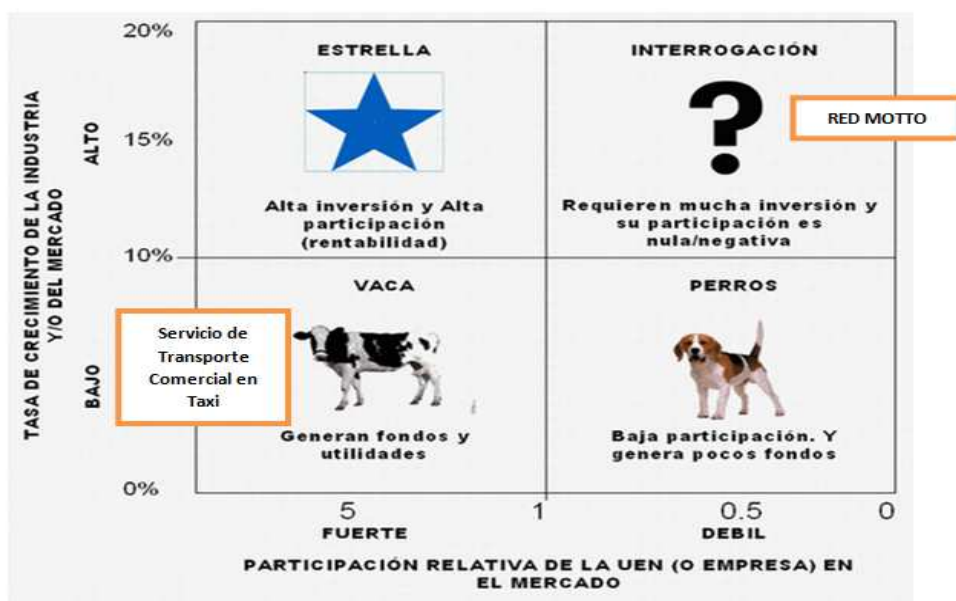 TASA DE CRECIMIENTO DE LA INDUSTRIA
Y/O DEL MERCADO
ALTO
BAJO
20%
15%
10%
0%
ESTRELLA
Alta inversión y Alta
participación
(rentabilidad)
INTERROGACIÓN
?
RED MOTTO
Requieren mucha inversión y
su participación es
nula/negativa
VACA
Servicio de
Transporte
Comercial en
Taxi
Generan fondos y
utilidades
PERROS
Baja participación. Y
genera pocos fondos
5
1
0.5
0
FUERTE
DEBIL
PARTICIPACIÓN RELATIVA DE LA UEN (O EMPRESA) EN
EL MERCADO